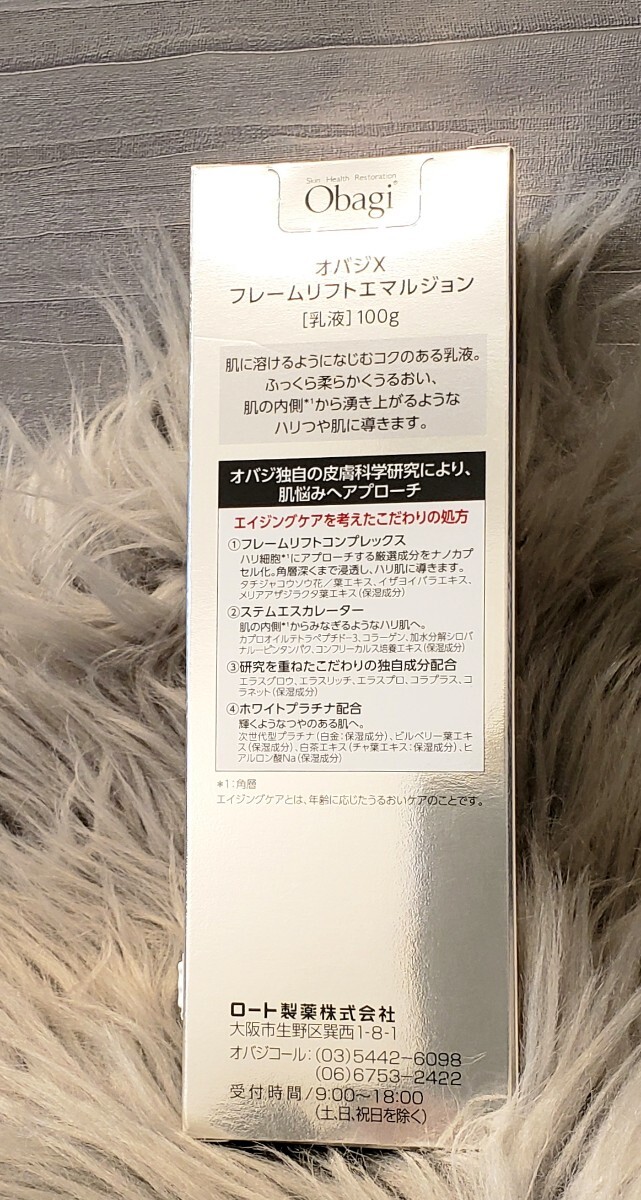 Skin Health Restoration
Obagi®
オバジX
フレームリフトエマルジョン
[乳液]100g
肌に溶けるようになじむコクのある乳液。
ふっくら柔らかくうるおい、
肌の内側*1から湧き上がるような
ハリつや肌に導きます。
オバジ独自の皮膚科学研究により、
肌悩みへアプローチ
エイジングケアを考えたこだわりの処方
①フレームリフトコンプレックス
ハリ細胞*1にアプローチする厳選成分をナノカプ
セル化。角層深くまで浸透し、ハリ肌に導きます。
タチジャコウソウ花/葉エキス、イザヨイバラエキス、
メリアアザジラクタ葉エキス(保湿成分)
②ステムエスカレーター
肌の内側*1からみなぎるようなハリ肌へ。
カプロオイルテトラペプチド-3、コラーゲン、加水分解シロバ
ナルーピンタンパク、コンフリーカルス培養エキス(保湿成分)
③研究を重ねたこだわりの独自成分配合
エラスグロウ、エラスリッチ、エラスプロ、コラプラス、コ
ラネット(保湿成分)
④ホワイトプラチナ配合
輝くようなつやのある肌へ。
次世代型プラチナ(白金:保湿成分)、ビルベリー葉エキ
ス(保湿成分)、白茶エキス(チャ葉エキス:保湿成分)、ヒ
アルロン酸Na(保湿成分)
*1:角層
エイジングケアとは、年齢に応じたうるおいケアのことです。
ロート製薬株式会社
大阪市生野区巽西1-8-1
オバジコール:(03)5442-6098
(06)6753-2422
受付時間/9:00~18:00
(土、日、祝日を除く)